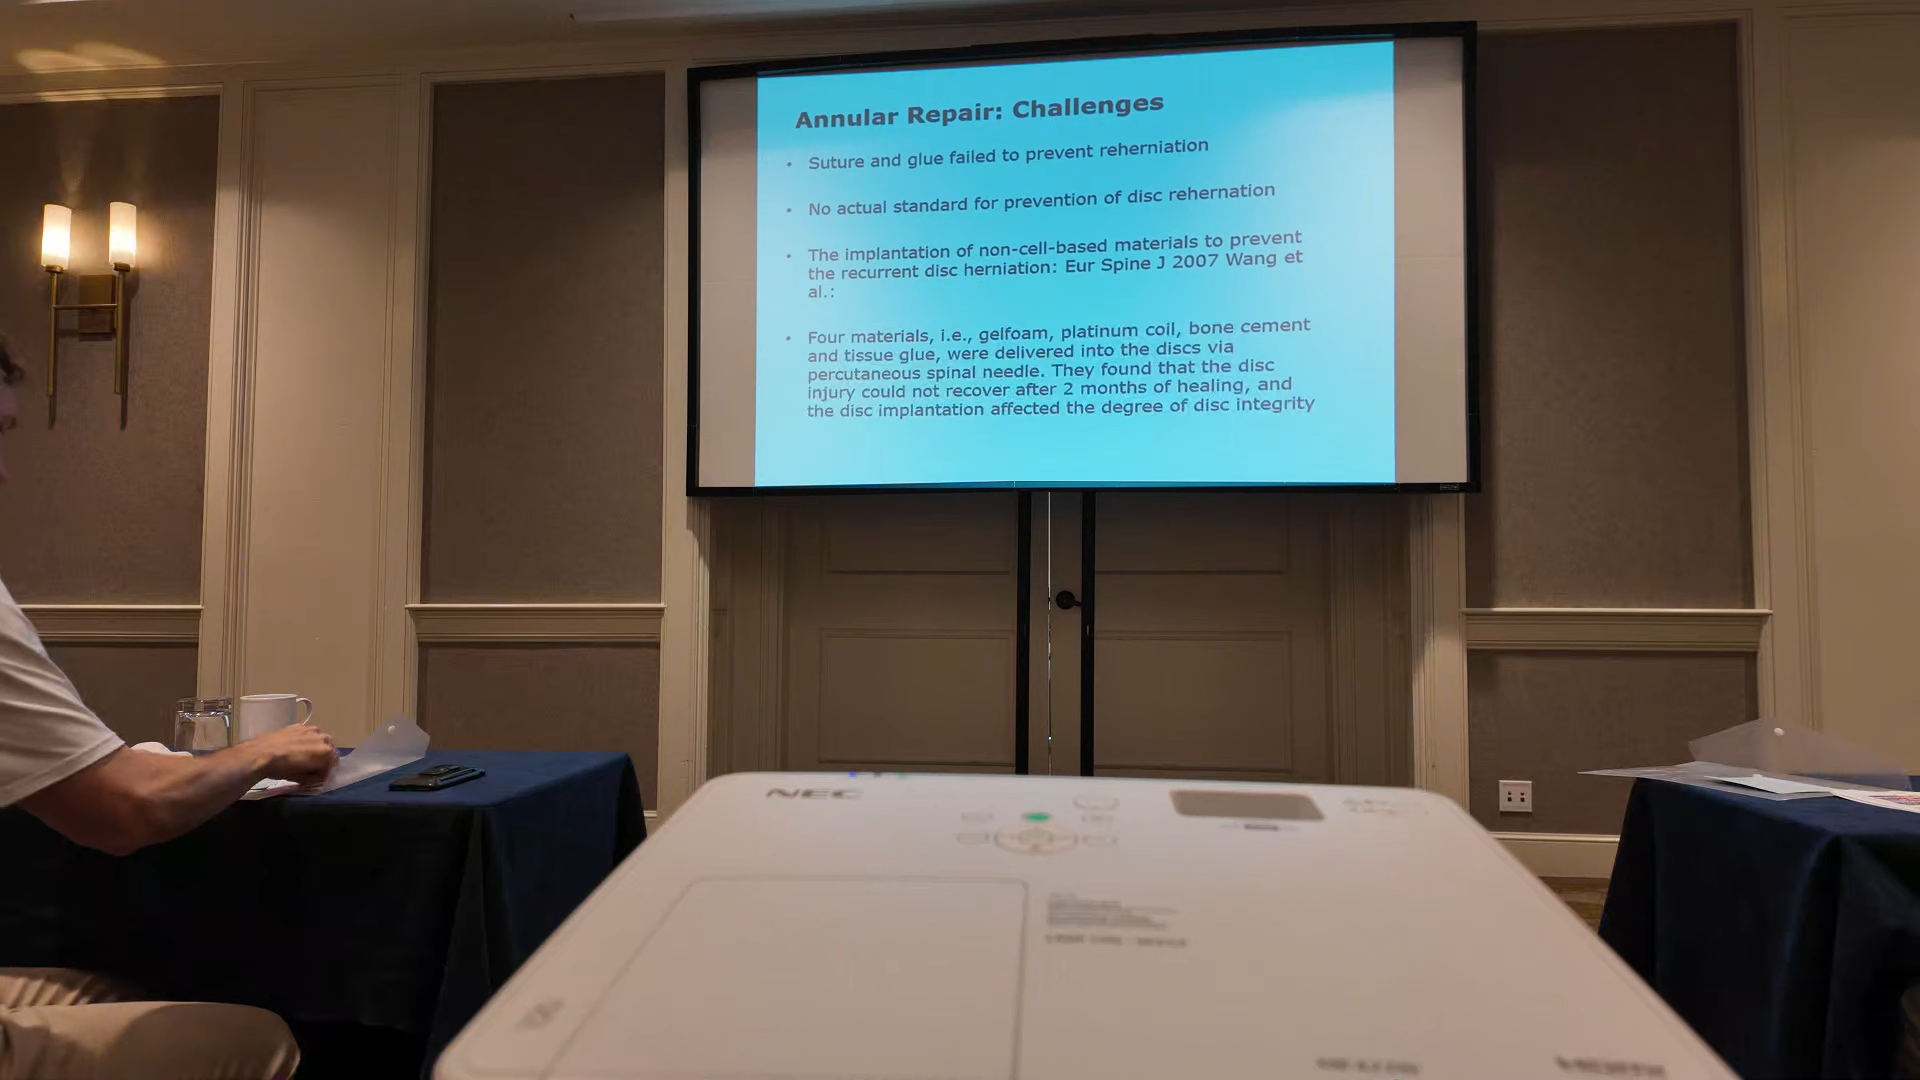 Annular Repair: Challenges
• Suture and glue failed to prevent reherniation
• No actual standard for prevention of disc rehernation
• The implantation of non-cell-based materials to prevent
the recurrent disc herniation: Eur Spine J 2007 Wang et
al.:
• Four materials, i.e., gelfoam, platinum coil, bone cement
and tissue glue, were delivered into the discs via
percutaneous spinal needle. They found that the disc
injury could not recover after 2 months of healing, and
the disc implantation affected the degree of disc integrity
NEC